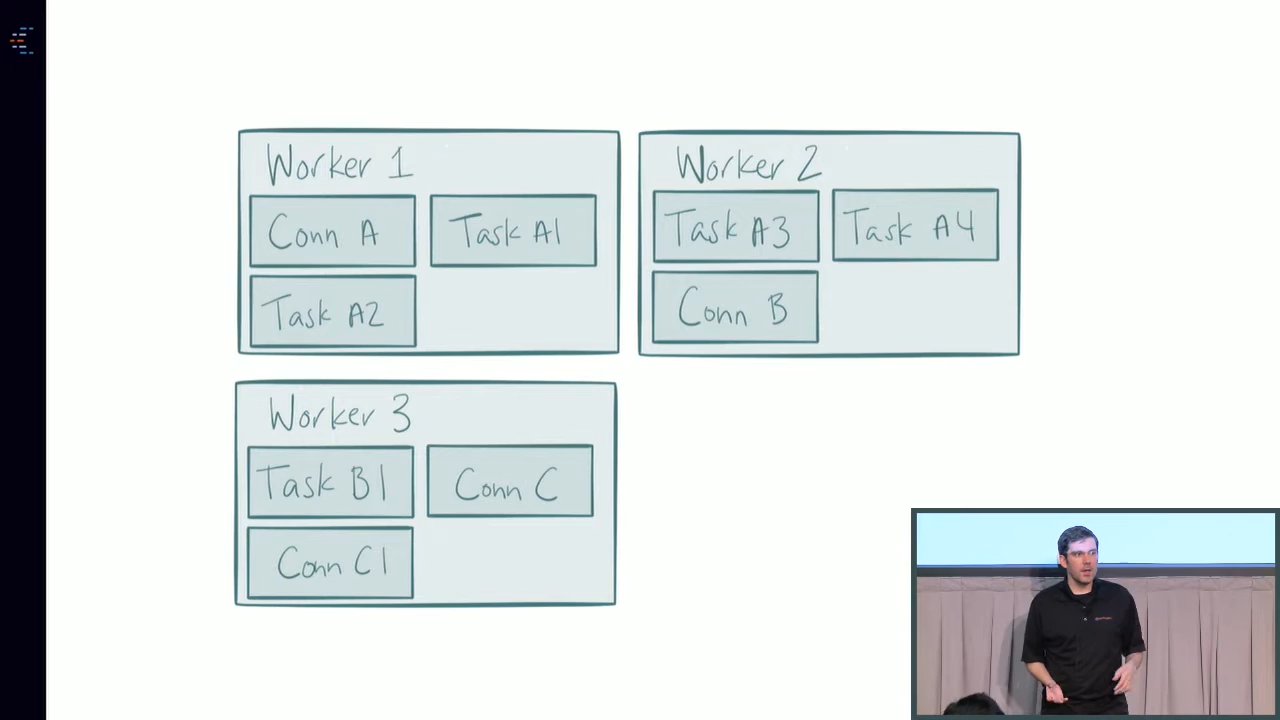 Worker 1
Conn A
Task A1
Task A2
Worker 2
Task A3
Task A4
Conn B
Worker 3
Task B1
Conn C
Conn C1